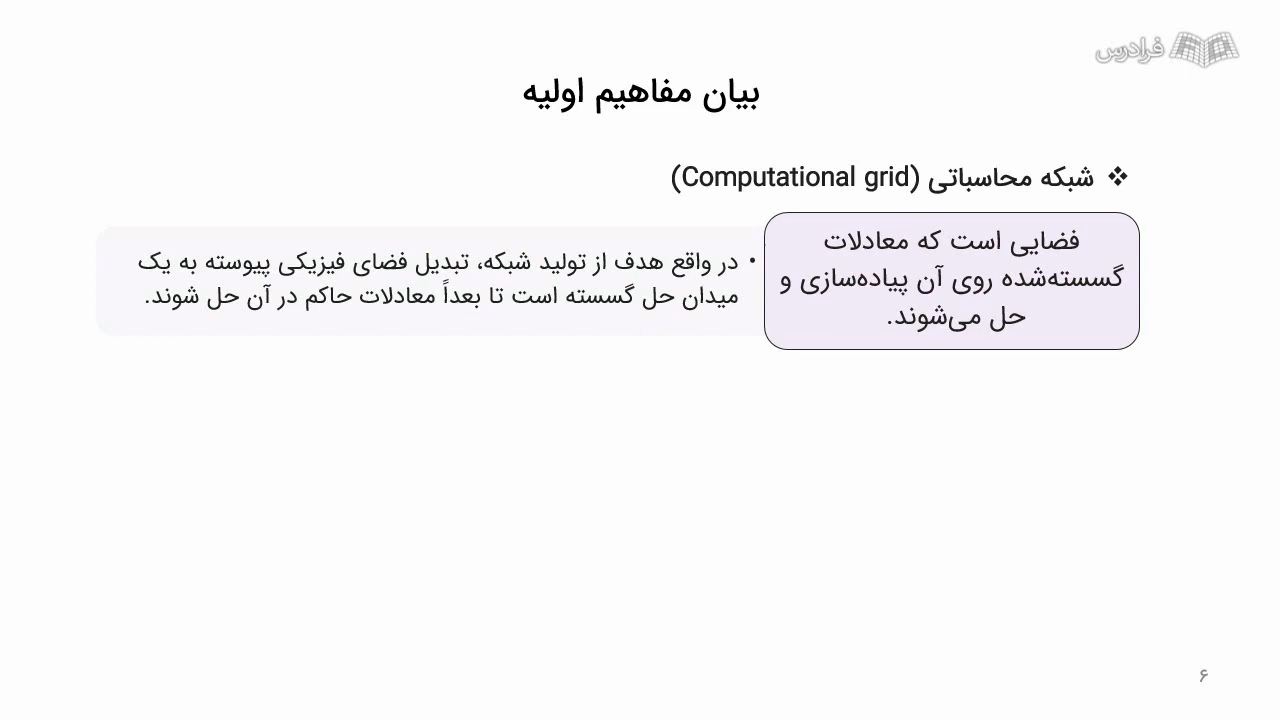 فرادرس
بیان مفاهیم اولیه
❖ شبکه محاسباتی (Computational grid)
فضایی است که معادلات
گسسته‌شده روی آن پیاده‌سازی و
حل می‌شوند.
• در واقع هدف از تولید شبکه، تبدیل فضای فیزیکی پیوسته به یک
میدان حل گسسته است تا بعداً معادلات حاکم در آن حل شوند.
۶